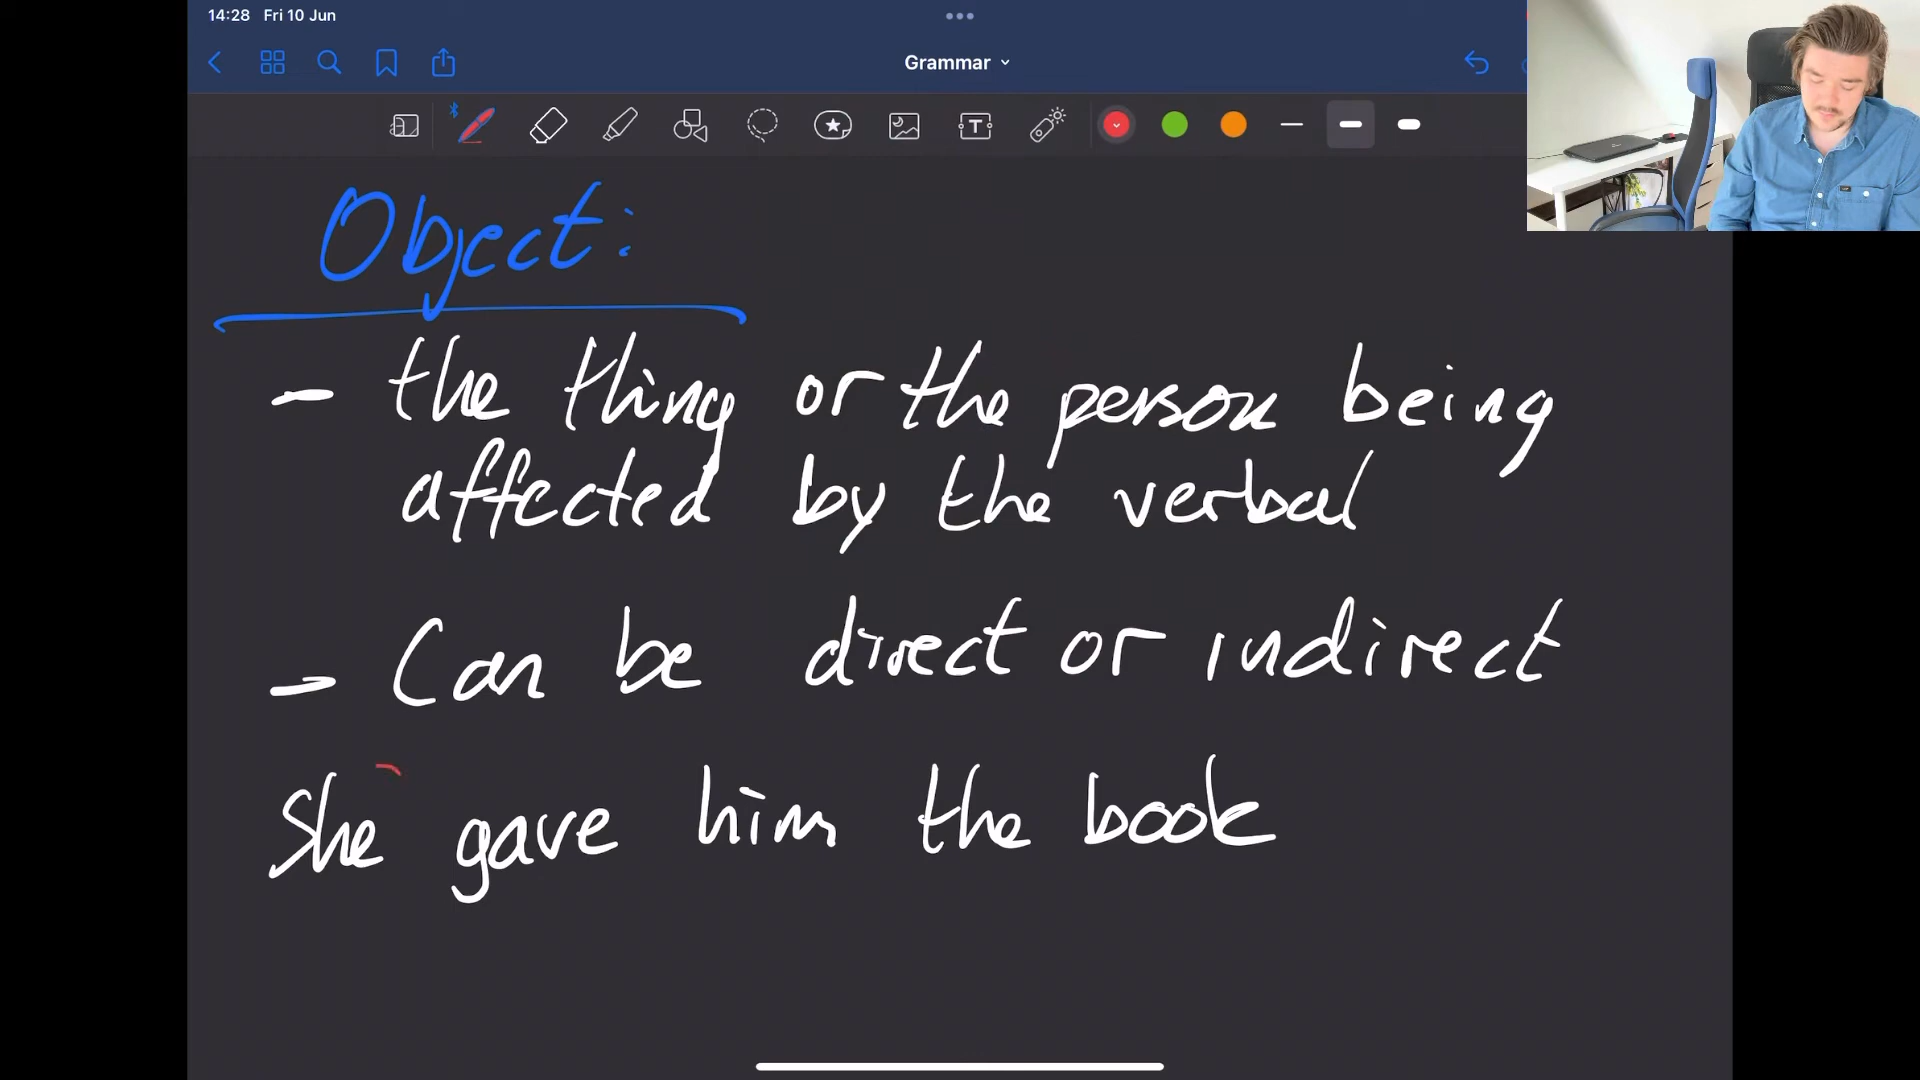 14:28 Fri 10 Jun
Grammar
T
Object:
- the thing or the person being
affected by the verbal
- Can be direct or indirect
She gave him the book